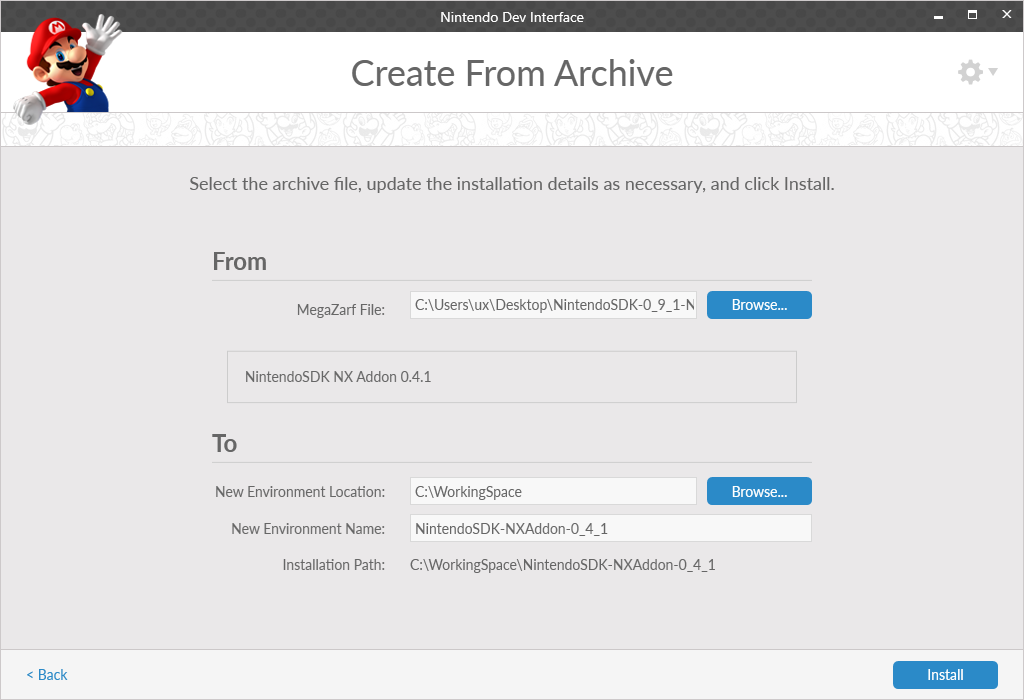 Nintendo Dev Interface
Create From Archive
Select the archive file, update the installation details as necessary, and click Install.
From
MegaZarf File: C:\Users\ux\Desktop\NintendoSDK-0_9_1-N Browse...
NintendoSDK NX Addon 0.4.1
To
New Environment Location: C:\WorkingSpace Browse...
New Environment Name: NintendoSDK-NXAddon-0_4_1
Installation Path: C:\WorkingSpace\NintendoSDK-NXAddon-0_4_1
< Back Install